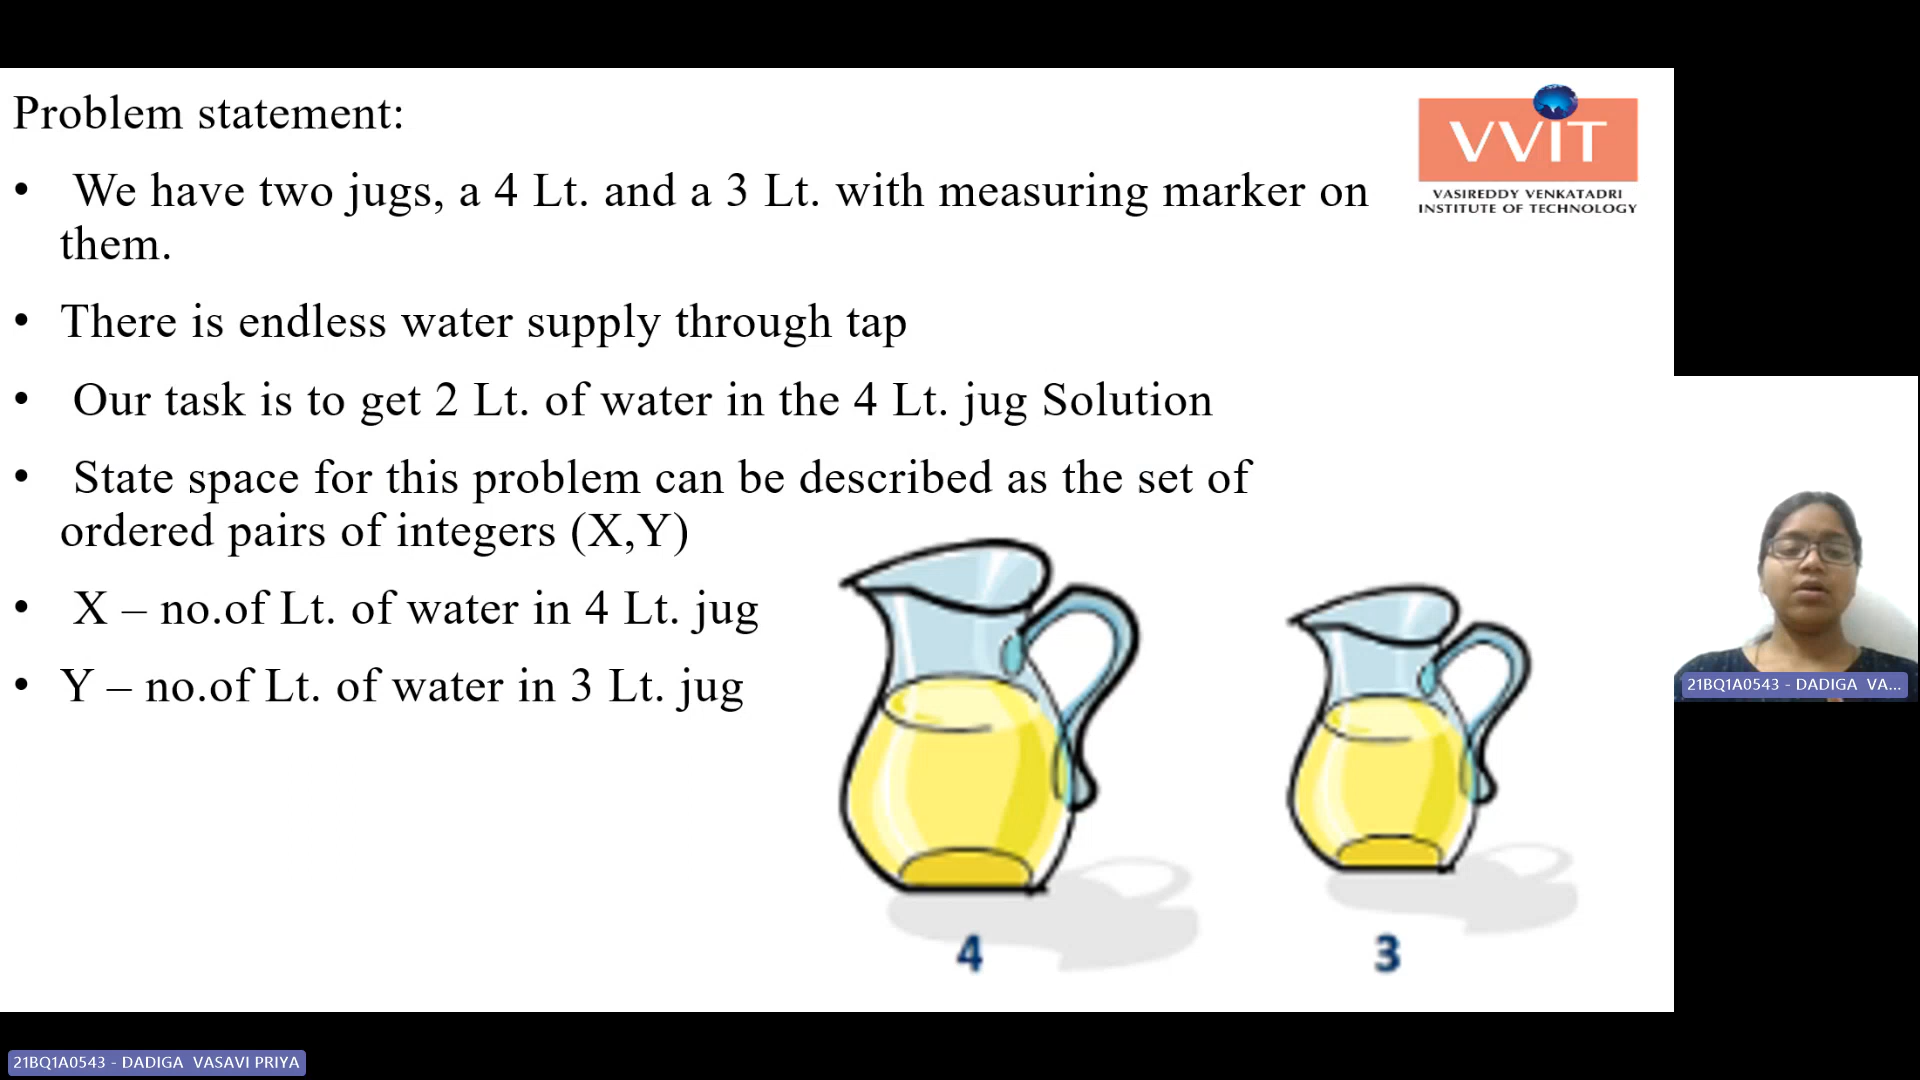 Problem statement:
VVIT
VASIREDDY VENKATADRI
INSTITUTE OF TECHNOLOGY
• We have two jugs, a 4 Lt. and a 3 Lt. with measuring marker on
them.
• There is endless water supply through tap
• Our task is to get 2 Lt. of water in the 4 Lt. jug Solution
• State space for this problem can be described as the set of
ordered pairs of integers (X,Y)
• X – no.of Lt. of water in 4 Lt. jug
• Y – no.of Lt. of water in 3 Lt. jug
4
3
21BQ1A0543 - DADIGA VA...
21BQ1A0543 - DADIGA VASAVI PRIYA